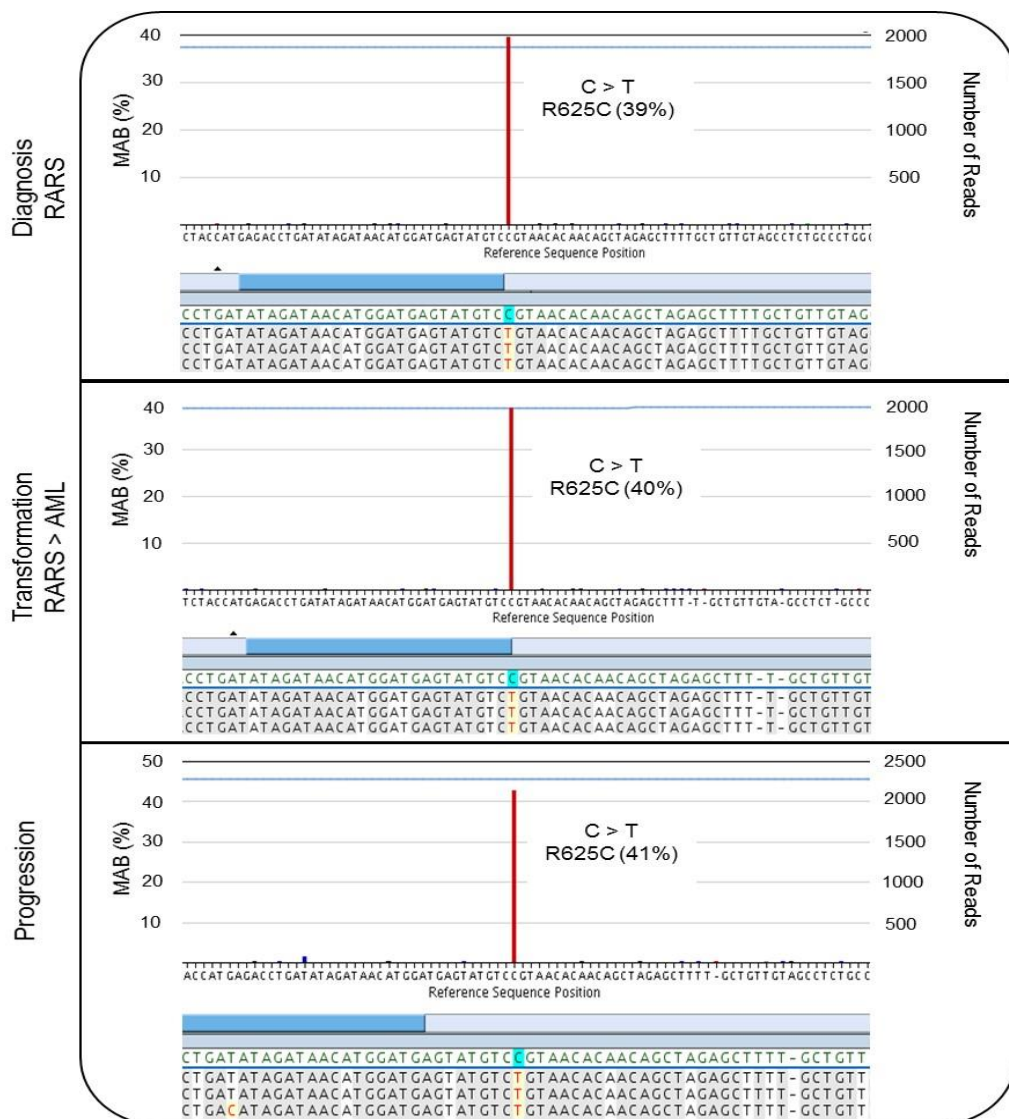 Diagnosis
RARS
MAB (%)
40
30
20
10
C > T
R625C (39%)
2000
1500
1000
500
Number of Reads
CTACCATGAGACCTGATATAGATAACATGGATGAGTATGTCCGTAACACAACAGCTAGAGCTTTTGCTGTTGTAGCCTCTGCCCTGGC
Reference Sequence Position
CCTGATATAGATAACATGGATGAGTATGTCCGTAACACAACAGCTAGAGCTTTTGCTGTTGTAG
CCTGATATAGATAACATGGATGAGTATGTCTGTAACACAACAGCTAGAGCTTTTGCTGTTGTAG
CCTGATATAGATAACATGGATGAGTATGTCTGTAACACAACAGCTAGAGCTTTTGCTGTTGTAG
CCTGATATAGATAACATGGATGAGTATGTCTGTAACACAACAGCTAGAGCTTTTGCTGTTGTAG
Transformation
RARS > AML
MAB (%)
40
30
20
10
C > T
R625C (40%)
2000
1500
1000
500
Number of Reads
TCTACCATGAGACCTGATATAGATAACATGGATGAGTATGTCCGTAACACAACAGCTAGAGCTTT-T-GCTGTTGTA-GCCTCT-GCCC
Reference Sequence Position
CCTGATATAGATAACATGGATGAGTATGTCCGTAACACAACAGCTAGAGCTTT-T-GCTGTTGT
CCTGATATAGATAACATGGATGAGTATGTCTGTAACACAACAGCTAGAGCTTT-T-GCTGTTGT
CCTGATATAGATAACATGGATGAGTATGTCTGTAACACAACAGCTAGAGCTTT-T-GCTGTTGT
CCTGATATAGATAACATGGATGAGTATGTCTGTAACACAACAGCTAGAGCTTT-T-GCTGTTGT
Progression
MAB (%)
50
40
30
20
10
C > T
R625C (41%)
2500
2000
1500
1000
500
Number of Reads
ACCATGAGACCTGATATAGATAACATGGATGAGTATGTCCGTAACACAACAGCTAGAGCTTTT-GCTGTTGTAGCCTCTGCC
Reference Sequence Position
CTGATATAGATAACATGGATGAGTATGTCCGTAACACAACAGCTAGAGCTTTT-GCTGTT
CTGATATAGATAACATGGATGAGTATGTCTGTAACACAACAGCTAGAGCTTTT-GCTGTT
CTGATATAGATAACATGGATGAGTATGTCTGTAACACAACAGCTAGAGCTTTT-GCTGTT
CTGACATAGATAACATGGATGAGTATGTCTGTAACACAACAGCTAGAGCTTTT-GCTGTT